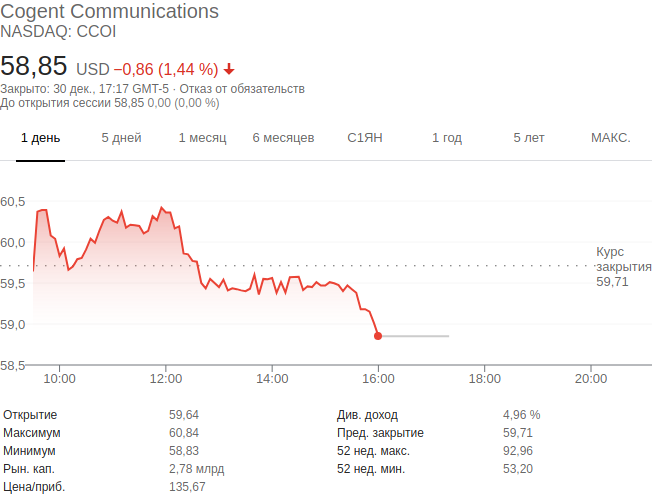 Cogent Communications
NASDAQ: CCOI
58,85 USD −0,86 (1,44 %)
Закрыто: 30 дек., 17:17 GMT-5 · Отказ от обязательств
До открытия сессии 58,85 0,00 (0,00 %)
1 день 5 дней 1 месяц 6 месяцев С1ЯН 1 год 5 лет МАКС.
60,5
60,0
59,5
59,0
58,5
Курс
закрытия
59,71
10:00 12:00 14:00 16:00 18:00 20:00
Открытие 59,64 Див. доход 4,96 %
Максимум 60,84 Пред. закрытие 59,71
Минимум 58,83 52 нед. макс. 92,96
Рын. кап. 2,78 млрд 52 нед. мин. 53,20
Цена/приб. 135,67